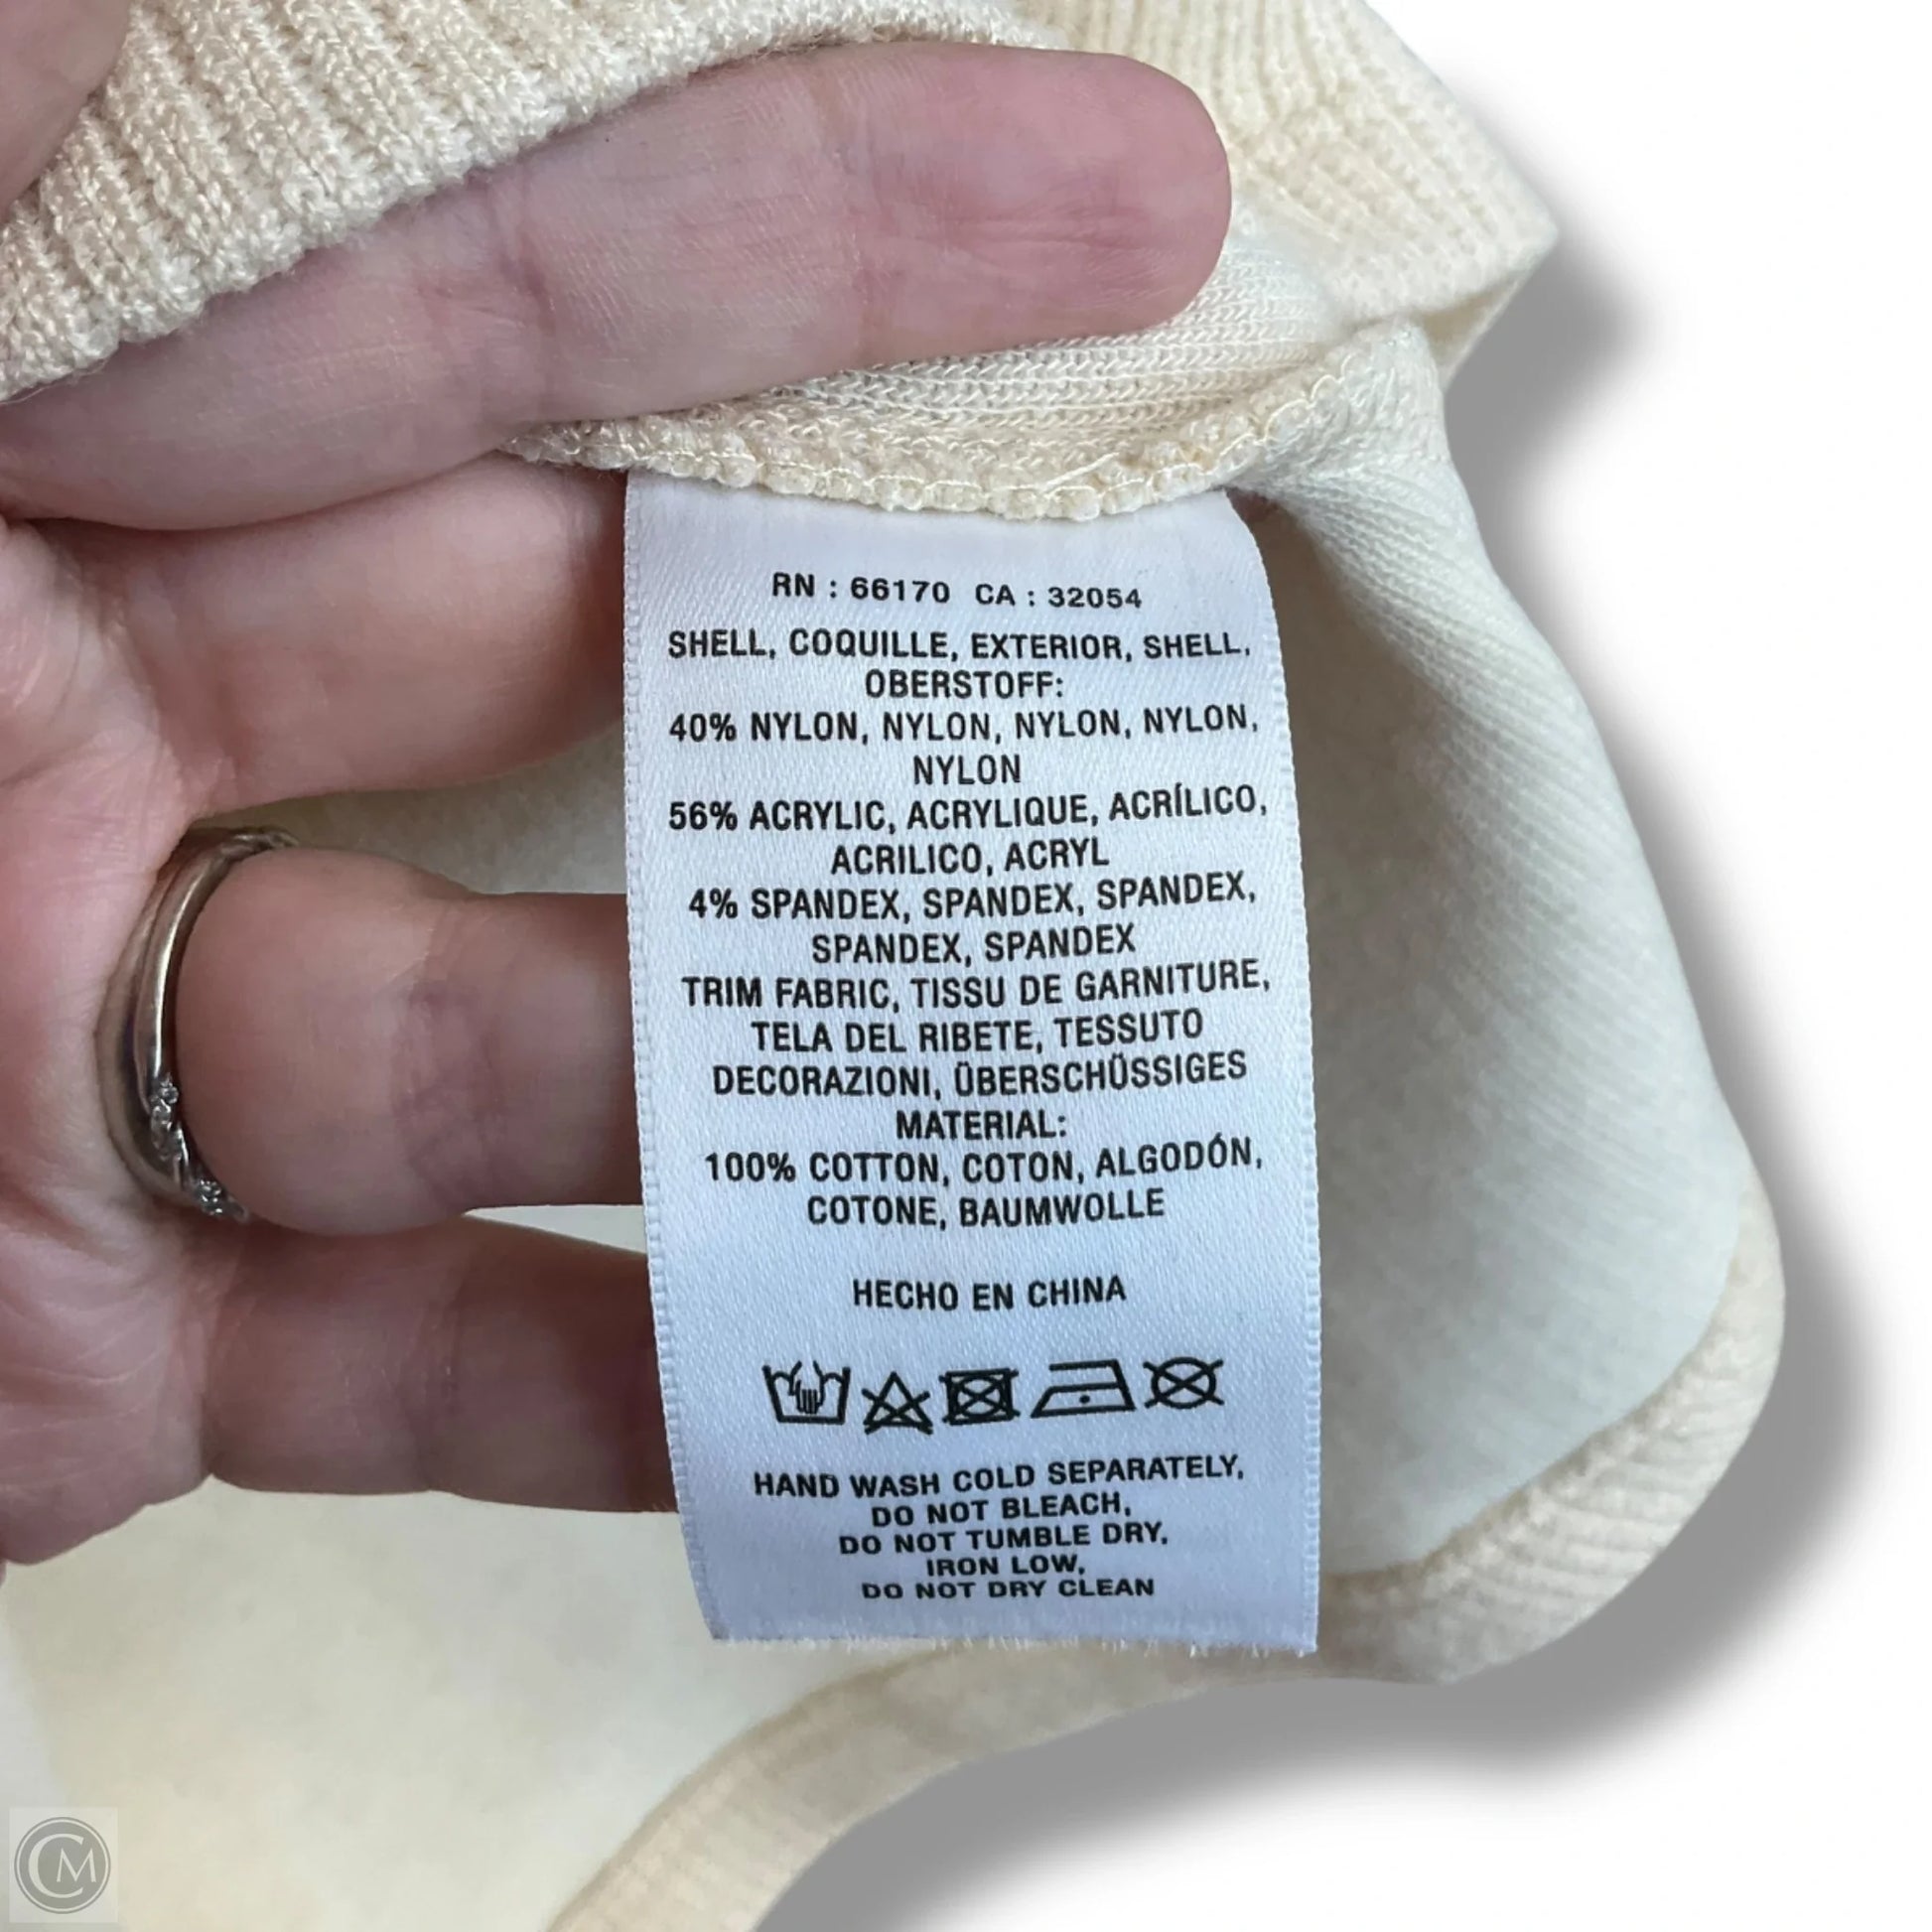 RN : 66170 CA : 32054
SHELL, COQUILLE, EXTERIOR, SHELL,
OBERSTOFF:
40% NYLON, NYLON, NYLON, NYLON,
NYLON
56% ACRYLIC, ACRYLIQUE, ACRÍLICO,
ACRILICO, ACRYL
4% SPANDEX, SPANDEX, SPANDEX,
SPANDEX, SPANDEX
TRIM FABRIC, TISSU DE GARNITURE,
TELA DEL RIBETE, TESSUTO
DECORAZIONI, ÜBERSCHÜSSIGES
MATERIAL:
100% COTTON, COTON, ALGODÓN,
COTONE, BAUMWOLLE
HECHO EN CHINA
HAND WASH COLD SEPARATELY,
DO NOT BLEACH,
DO NOT TUMBLE DRY,
IRON LOW,
DO NOT DRY CLEAN
CM